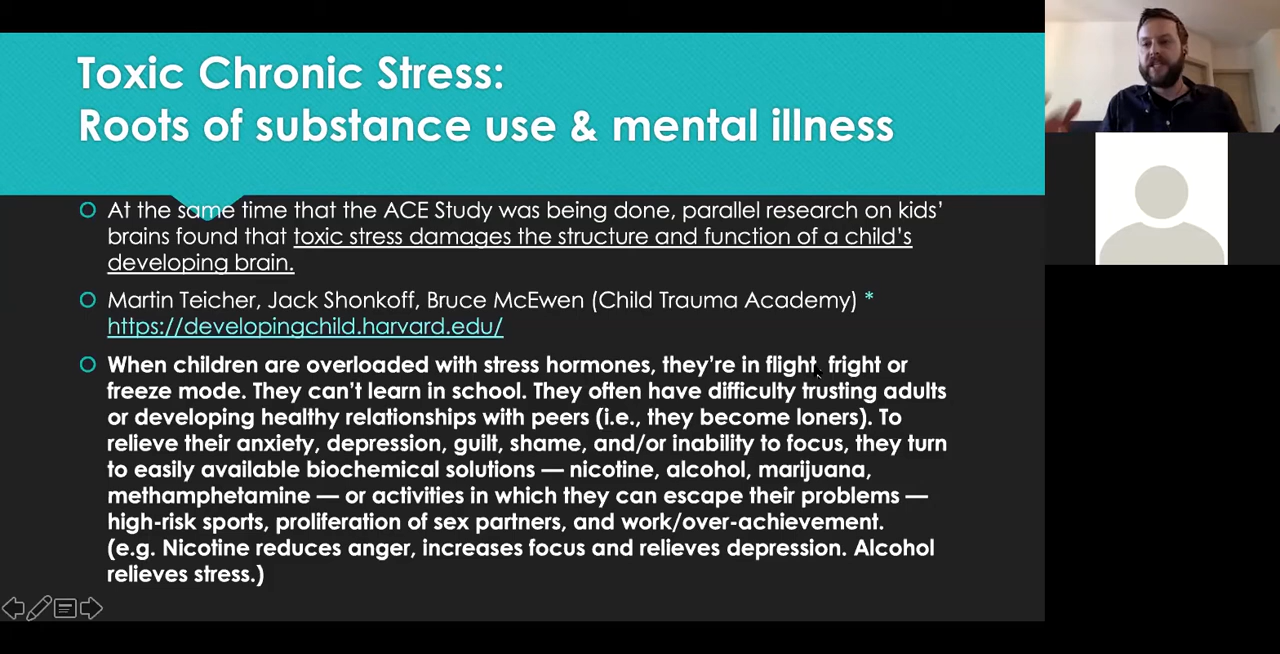 Toxic Chronic Stress:
Roots of substance use & mental illness
At the same time that the ACE Study was being done, parallel research on kids’
brains found that toxic stress damages the structure and function of a child’s
developing brain.
Martin Teicher, Jack Shonkoff, Bruce McEwen (Child Trauma Academy) *
https://developingchild.harvard.edu/
When children are overloaded with stress hormones, they’re in flight, fright or
freeze mode. They can’t learn in school. They often have difficulty trusting adults
or developing healthy relationships with peers (i.e., they become loners). To
relieve their anxiety, depression, guilt, shame, and/or inability to focus, they turn
to easily available biochemical solutions — nicotine, alcohol, marijuana,
methamphetamine — or activities in which they can escape their problems —
high-risk sports, proliferation of sex partners, and work/over-achievement.
(e.g. Nicotine reduces anger, increases focus and relieves depression. Alcohol
relieves stress.)